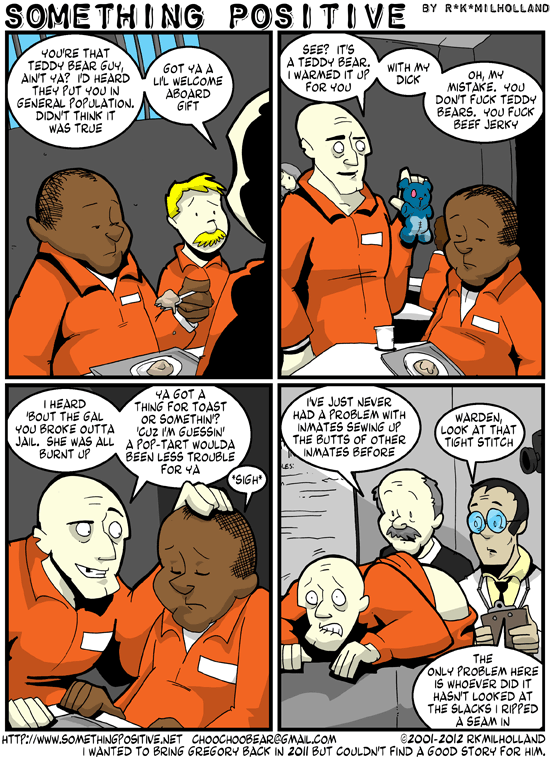 SOMETHING POSITIVE BY R*K*MILHOLLAND
YOU'RE THAT
TEDDY BEAR GUY,
AIN'T YA? I'D HEARD
THEY PUT YOU IN
GENERAL POPULATION.
DIDN'T THINK IT
WAS TRUE
GOT YA A
LI'L WELCOME
ABOARD
GIFT
SEE? IT'S
A TEDDY BEAR.
I WARMED IT UP
FOR YOU
WITH MY
DICK
OH, MY
MISTAKE. YOU
DON'T FUCK TEDDY
BEARS. YOU FUCK
BEEF JERKY
I HEARD
'BOUT THE GAL
YOU BROKE OUTTA
JAIL. SHE WAS ALL
BURNT UP
YA GOT A
THING FOR TOAST
OR SOMETHIN'?
'CUZ I'M GUESSIN'
A POP-TART WOULDA
BEEN LESS TROUBLE
FOR YA
*SIGH*
I'VE JUST NEVER
HAD A PROBLEM WITH
INMATES SEWING UP
THE BUTTS OF OTHER
INMATES BEFORE
WARDEN,
LOOK AT THAT
TIGHT STITCH
LES:
THE
ONLY PROBLEM HERE
IS WHOEVER DID IT
HASN'T LOOKED AT
THE SLACKS I RIPPED
A SEAM IN
HTTP://WWW.SOMETHINGPOSITIVE.NET CHOOCHOOBEAR@GMAIL.COM ©2001-2012 RKMILHOLLAND
I WANTED TO BRING GREGORY BACK IN 2011 BUT COULDN'T FIND A GOOD STORY FOR HIM.